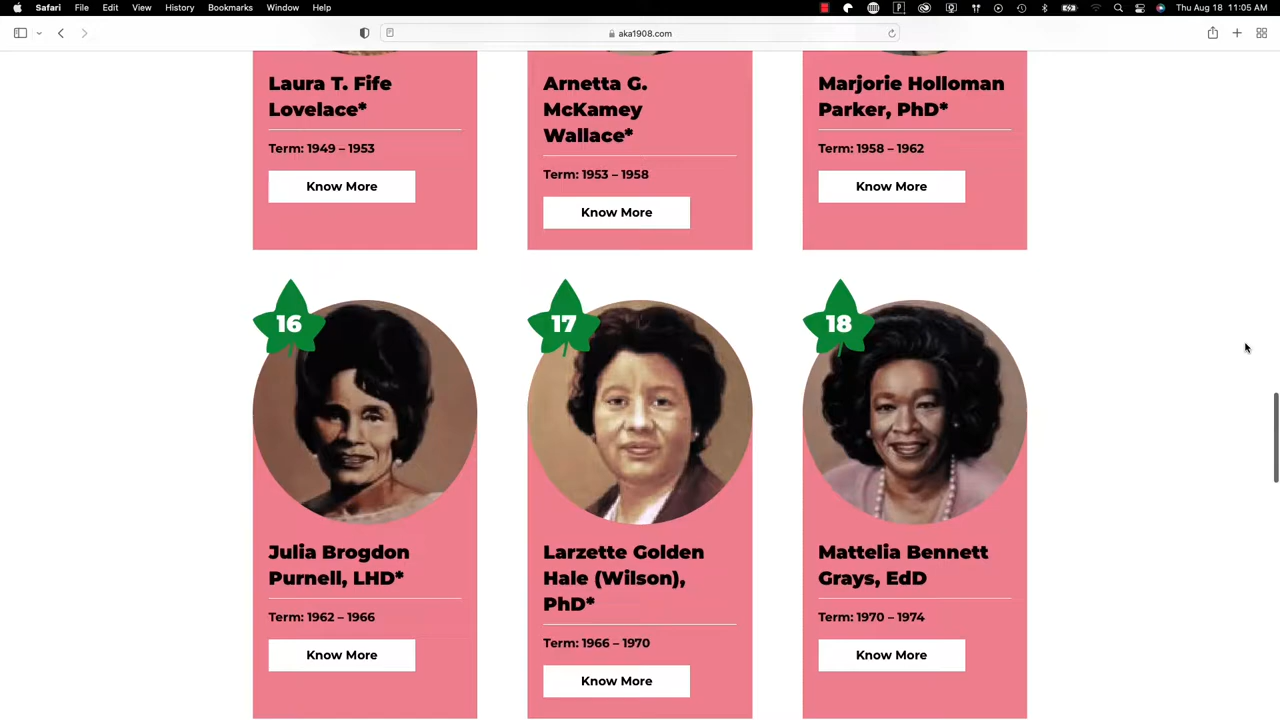 Safari File Edit View History Bookmarks Window Help Thu Aug 18 11:05 AM
aka1908.com
Laura T. Fife
Lovelace*
Term: 1949 – 1953
Know More
Arnetta G.
McKamey
Wallace*
Term: 1953 – 1958
Know More
Marjorie Holloman
Parker, PhD*
Term: 1958 – 1962
Know More
16
Julia Brogdon
Purnell, LHD*
Term: 1962 – 1966
Know More
17
Larzette Golden
Hale (Wilson),
PhD*
Term: 1966 – 1970
Know More
18
Mattelia Bennett
Grays, EdD
Term: 1970 – 1974
Know More